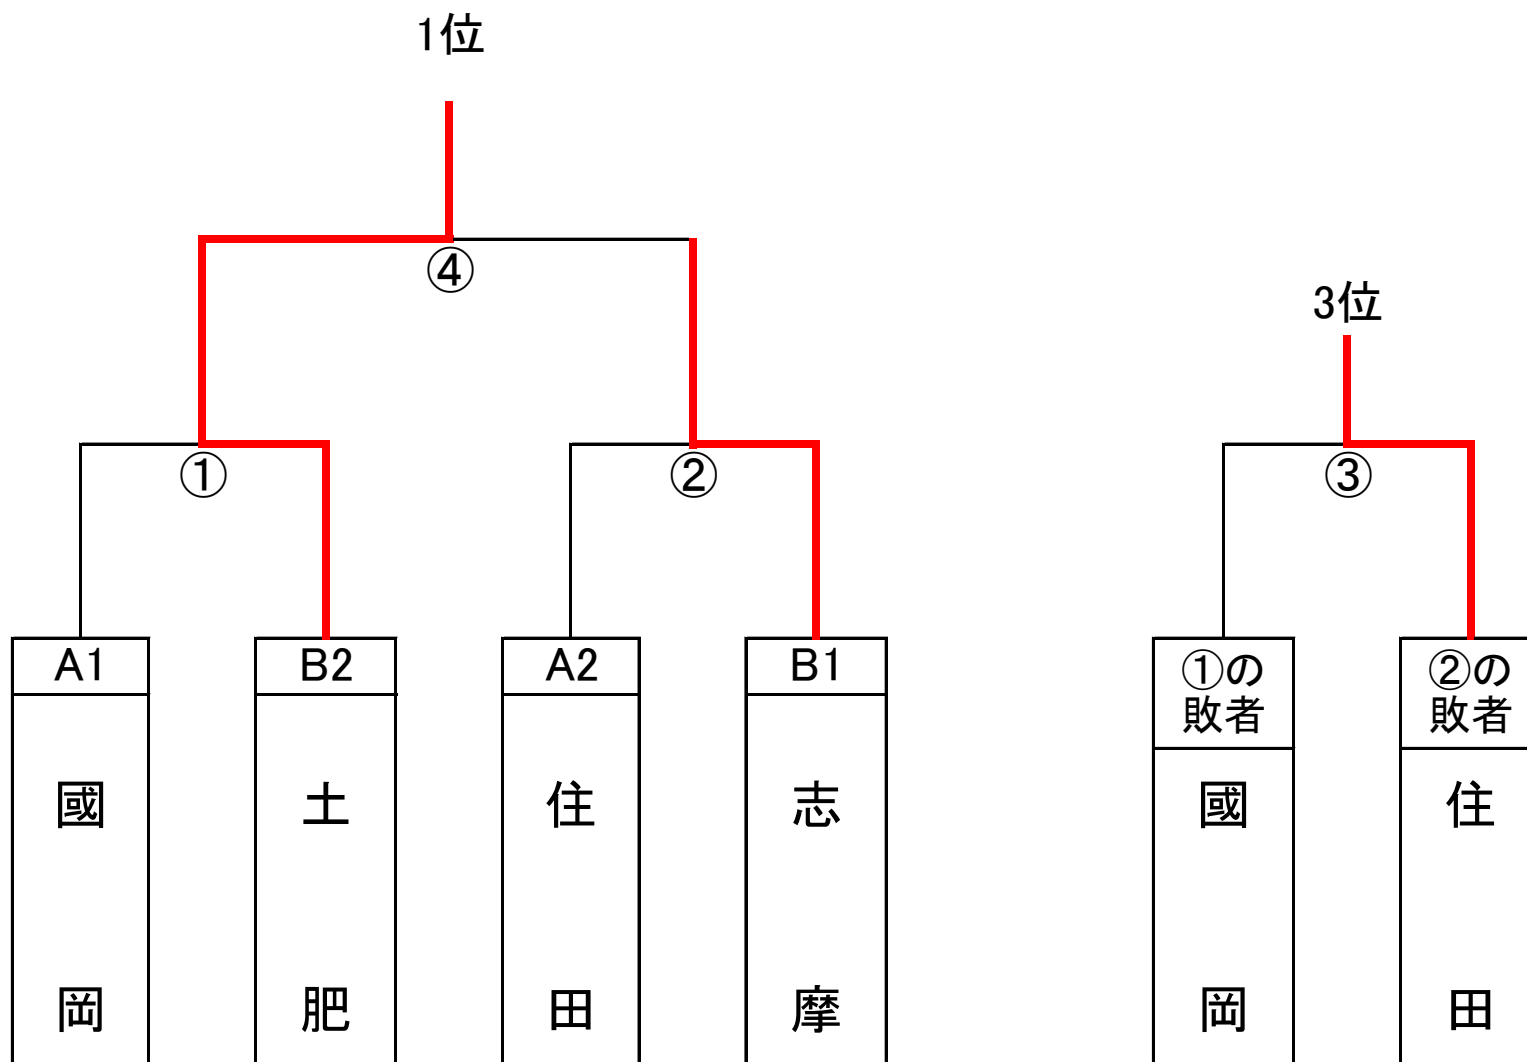 1位
④
3位
①
②
③
A1
B2
A2
B1
①の
敗者
②の
敗者
國岡
土肥
住田
志摩
國岡
住田